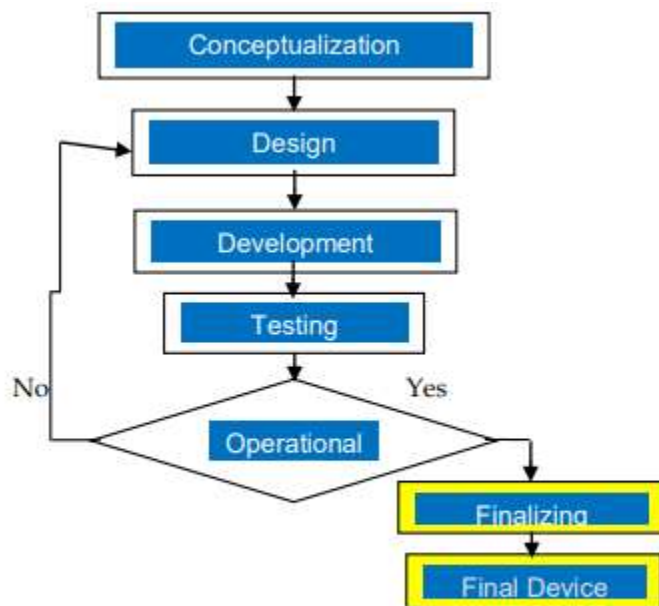 Conceptualization
Design
Development
Testing
No
Yes
Operational
Finalizing
Final Device